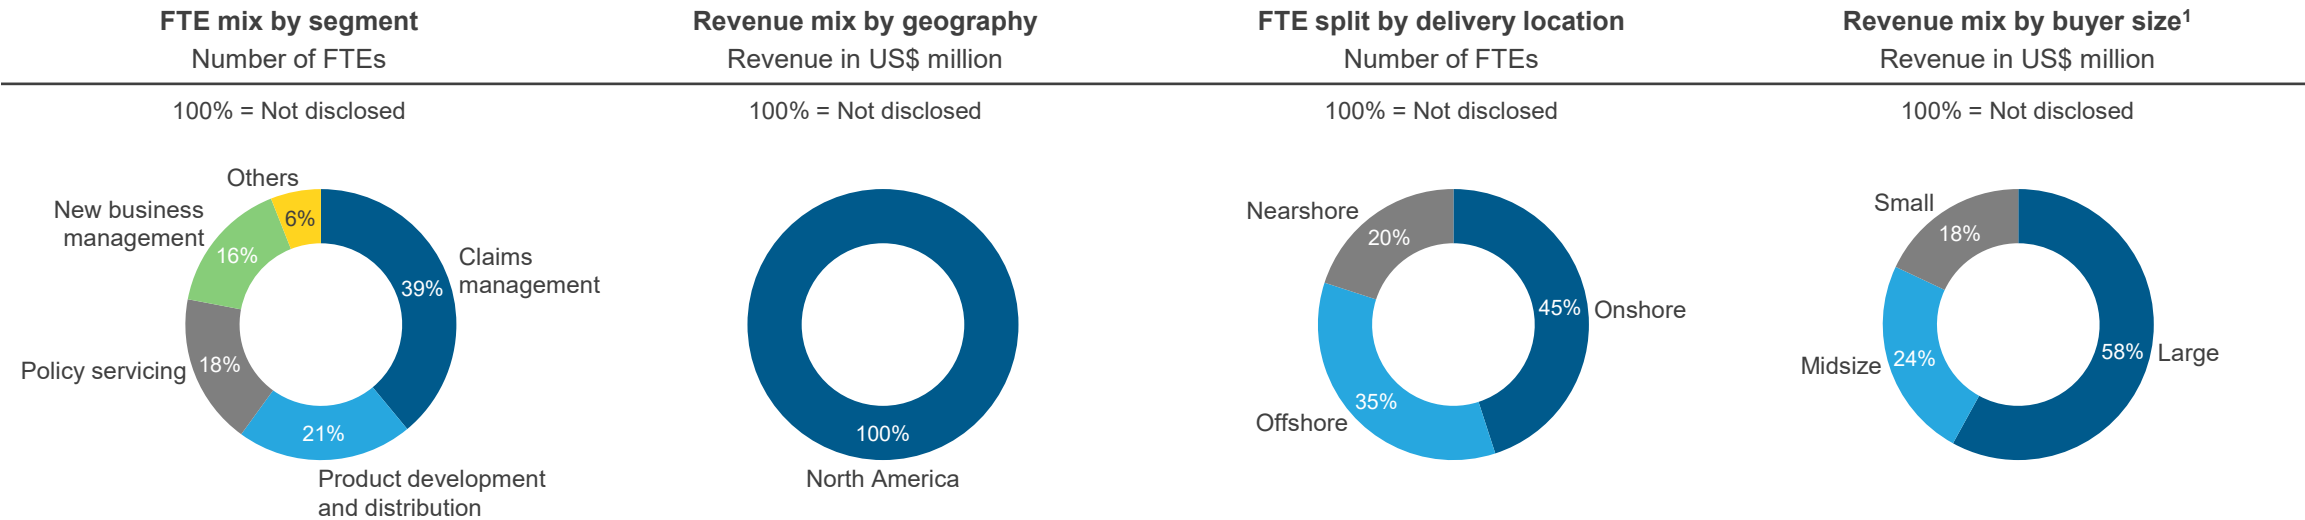 FTE mix by segment
Number of FTEs
100% = Not disclosed
Others
6%
New business
management
16%
Claims
management
39%
Policy servicing
18%
21%
Product development
and distribution
Revenue mix by geography
Revenue in US$ million
100% = Not disclosed
100%
North America
FTE split by delivery location
Number of FTEs
100% = Not disclosed
Nearshore
20%
45%
Onshore
35%
Offshore
Revenue mix by buyer size¹
Revenue in US$ million
100% = Not disclosed
Small
18%
Midsize
24%
58%
Large